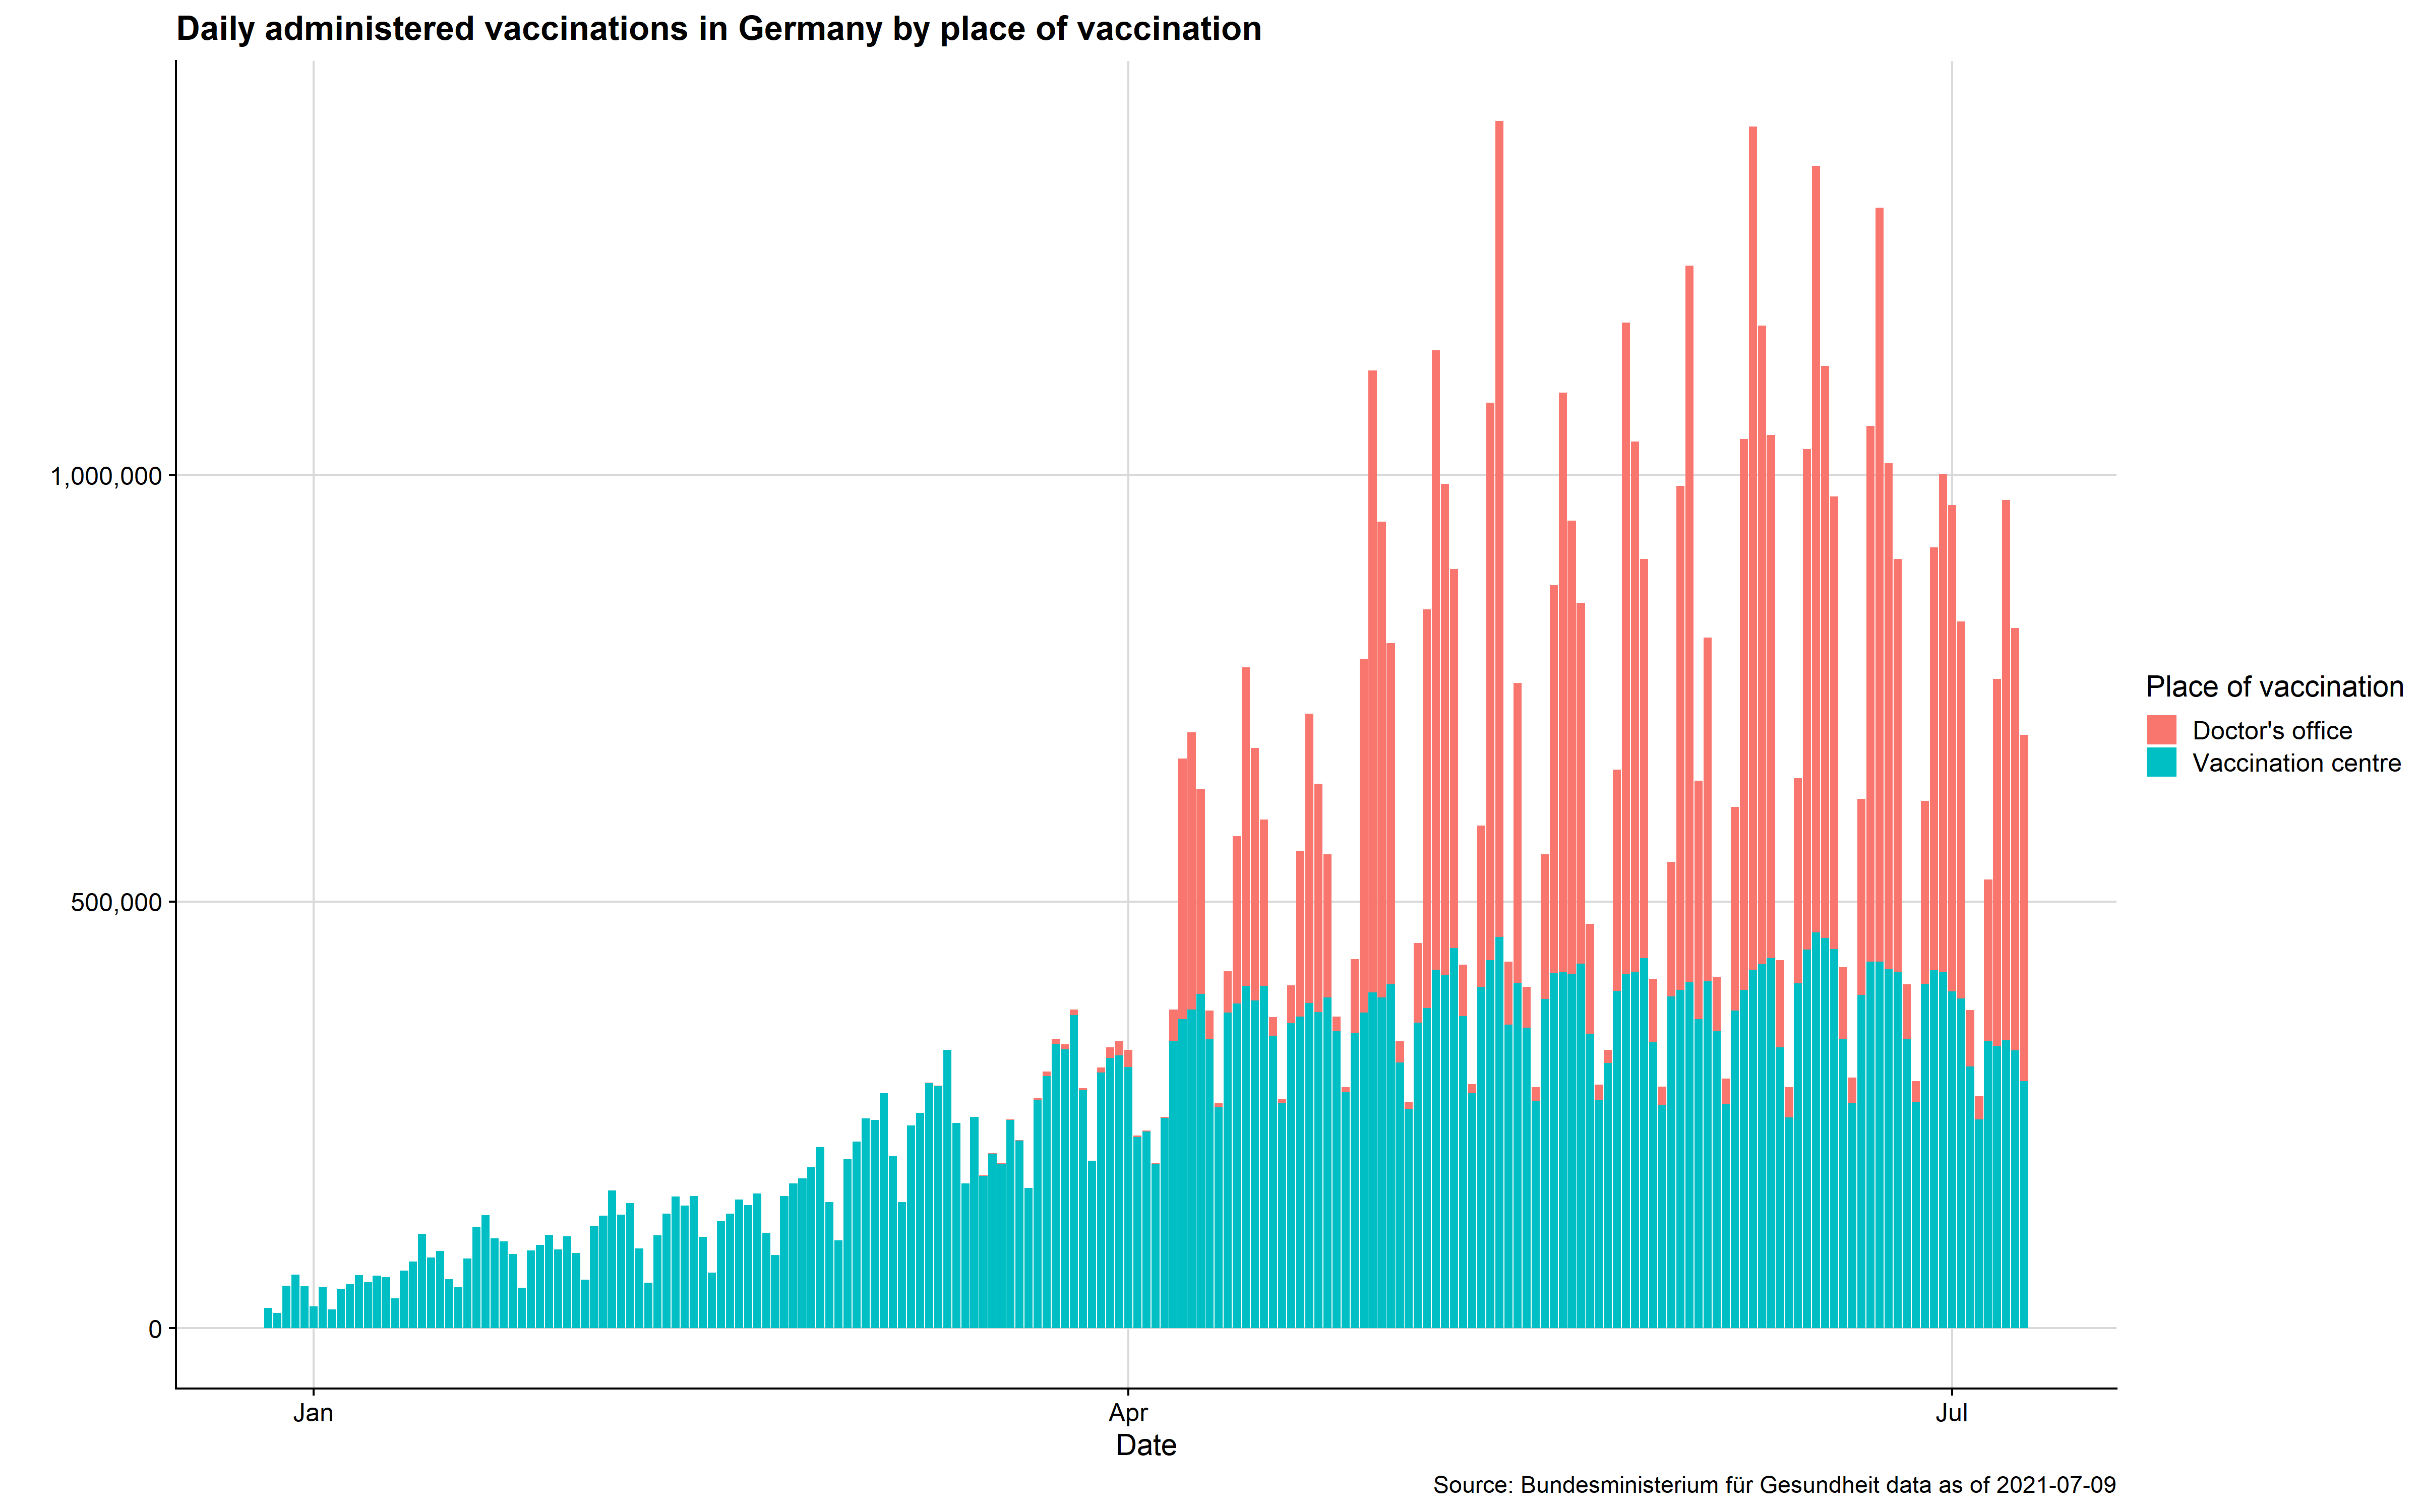 Daily administered vaccinations in Germany by place of vaccination
1,000,000
500,000
0
Jan
Apr
Jul
Date
Place of vaccination
Doctor's office
Vaccination centre
Source: Bundesministerium für Gesundheit data as of 2021-07-09